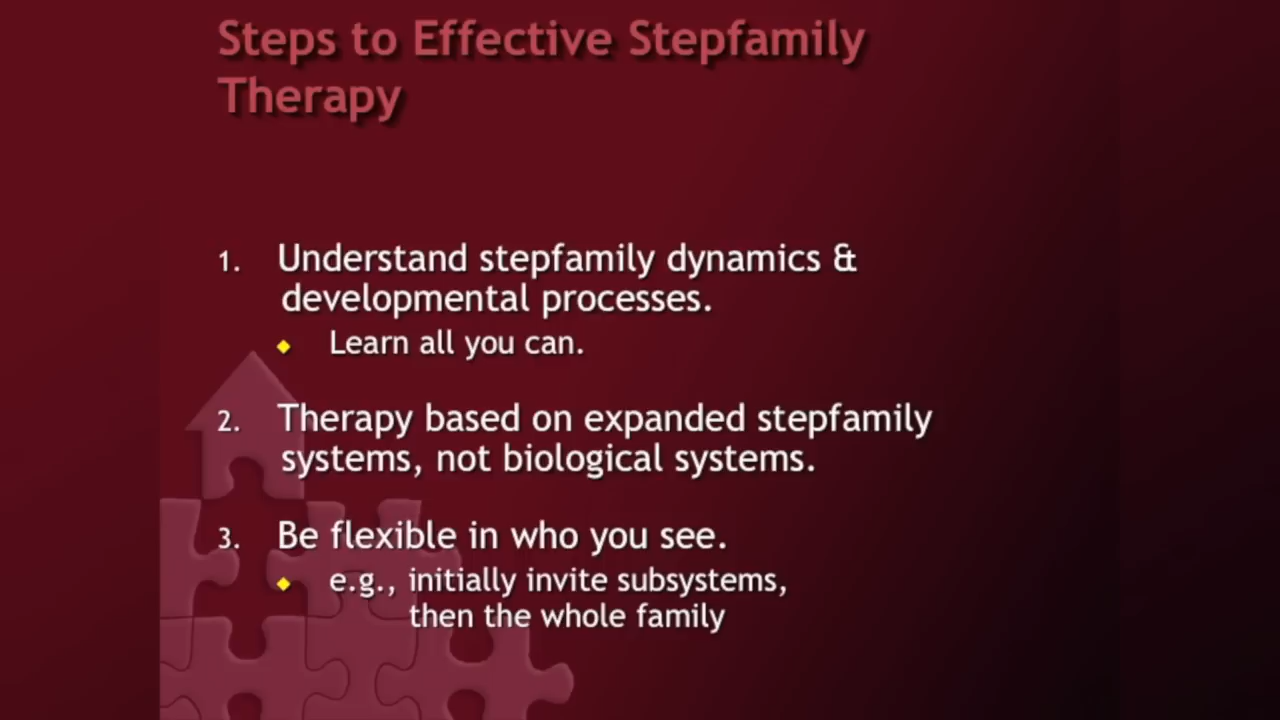 Steps to Effective Stepfamily
Therapy
1. Understand stepfamily dynamics &
developmental processes.
Learn all you can.
2. Therapy based on expanded stepfamily
systems, not biological systems.
3. Be flexible in who you see.
e.g., initially invite subsystems,
then the whole family